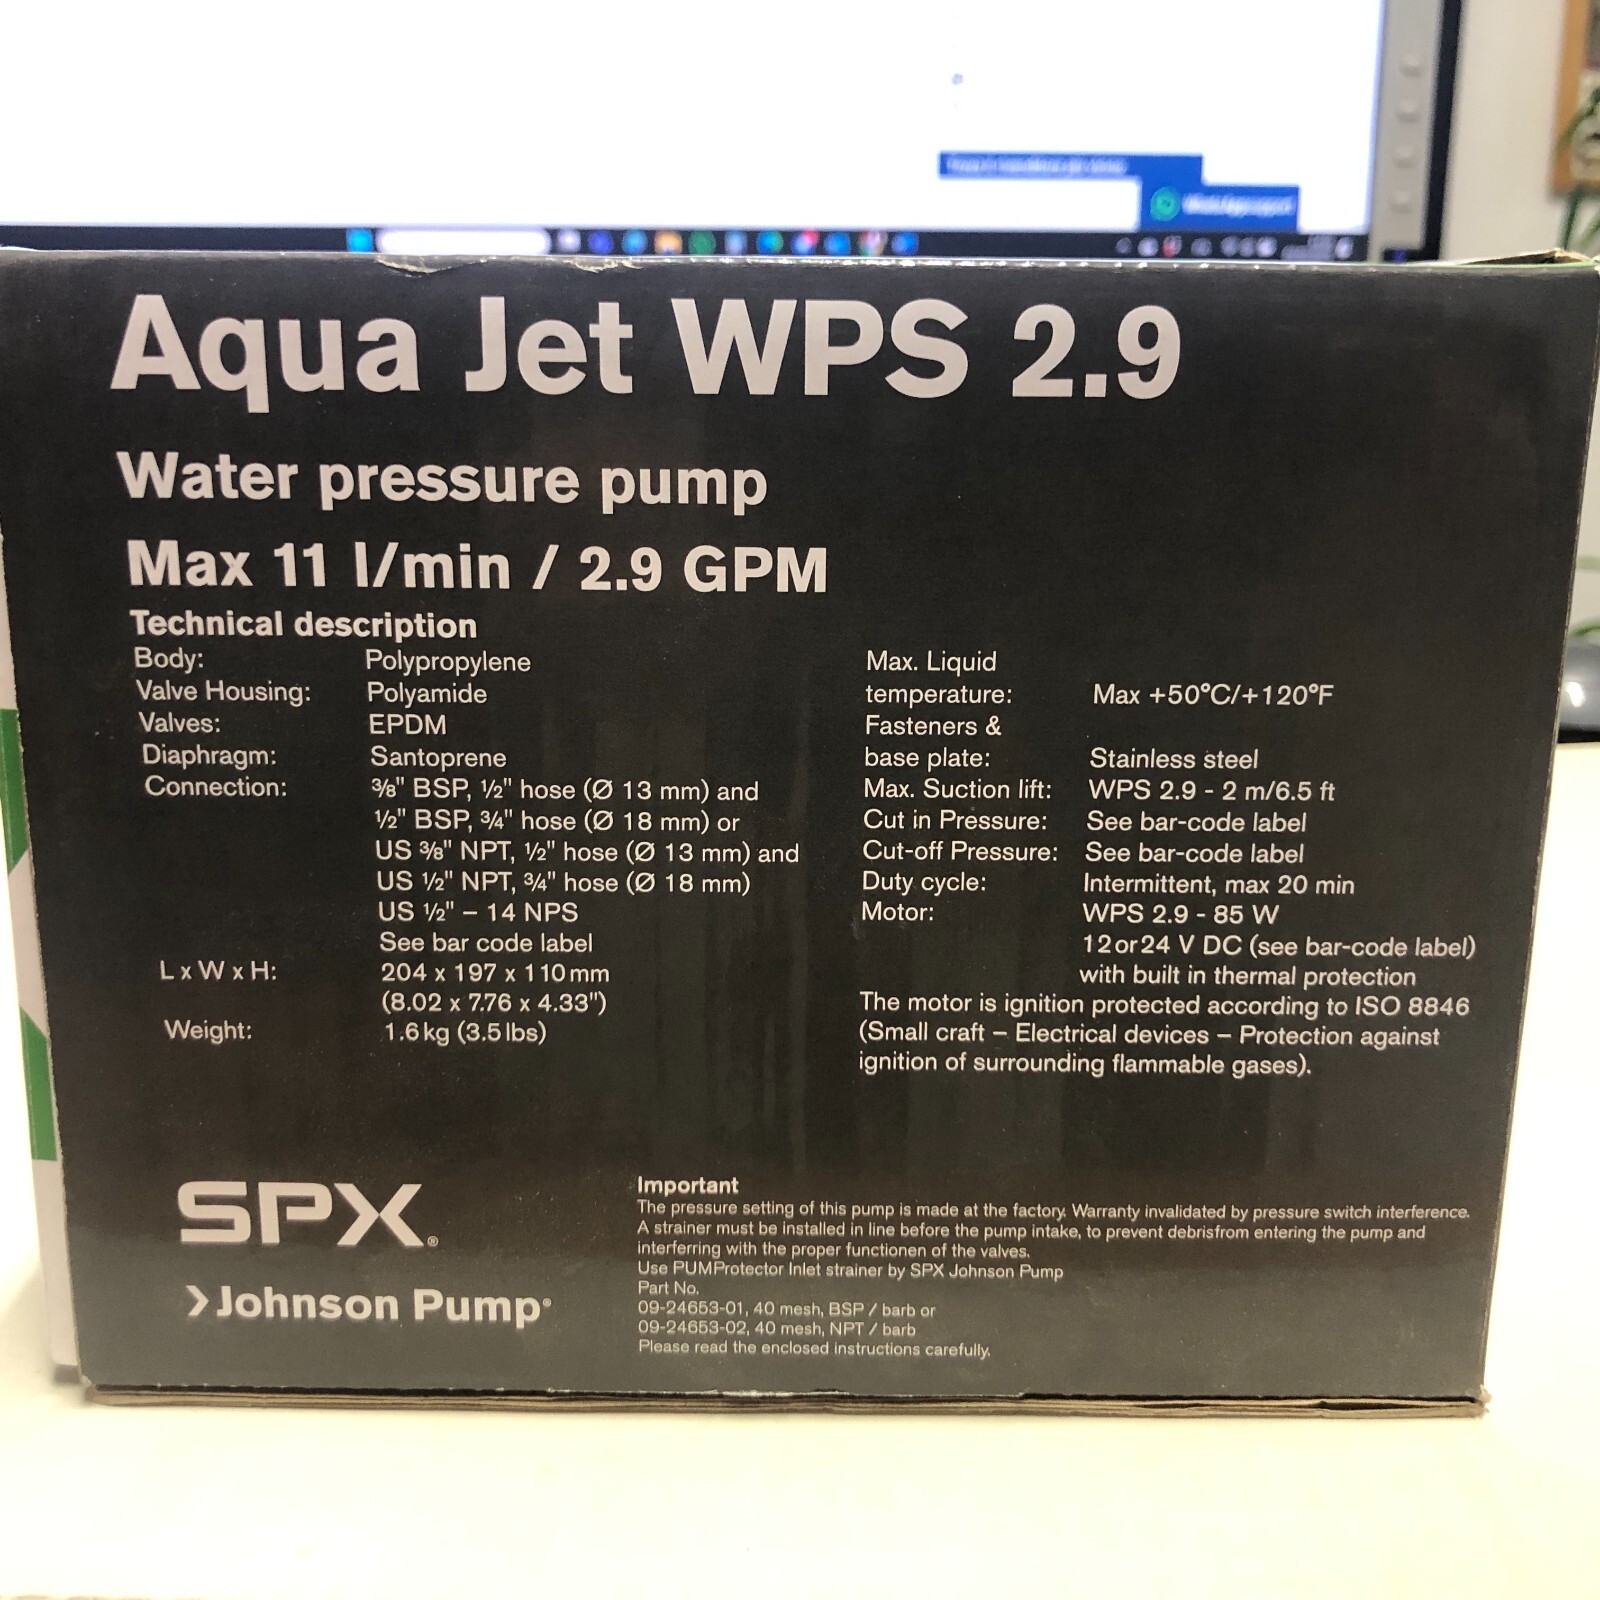 Aqua Jet WPS 2.9
Water pressure pump
Max 11 l/min / 2.9 GPM
Technical description
Body: Polypropylene
Valve Housing: Polyamide
Valves: EPDM
Diaphragm: Santoprene
Connection: 3/8" BSP, 1/2" hose (Ø 13 mm) and
1/2" BSP, 3/4" hose (Ø 18 mm) or
US 3/8" NPT, 1/2" hose (Ø 13 mm) and
US 1/2" NPT, 3/4" hose (Ø 18 mm)
US 1/2" – 14 NPS
See bar code label
L x W x H: 204 x 197 x 110 mm
(8.02 x 7.76 x 4.33")
Weight: 1.6 kg (3.5 lbs)
Max. Liquid
temperature: Max +50°C/+120°F
Fasteners &
base plate: Stainless steel
Max. Suction lift: WPS 2.9 - 2 m/6.5 ft
Cut in Pressure: See bar-code label
Cut-off Pressure: See bar-code label
Duty cycle: Intermittent, max 20 min
Motor: WPS 2.9 - 85 W
12 or 24 V DC (see bar-code label)
with built in thermal protection
The motor is ignition protected according to ISO 8846
(Small craft – Electrical devices – Protection against
ignition of surrounding flammable gases).
SPX®
Johnson Pump®
Important
The pressure setting of this pump is made at the factory. Warranty invalidated by pressure switch interference.
A strainer must be installed in line before the pump intake, to prevent debrisfrom entering the pump and
interferring with the proper functionen of the valves.
Use PUMProtector Inlet strainer by SPX Johnson Pump
Part No.
09-24653-01, 40 mesh, BSP / barb or
09-24653-02, 40 mesh, NPT / barb
Please read the enclosed instructions carefully.